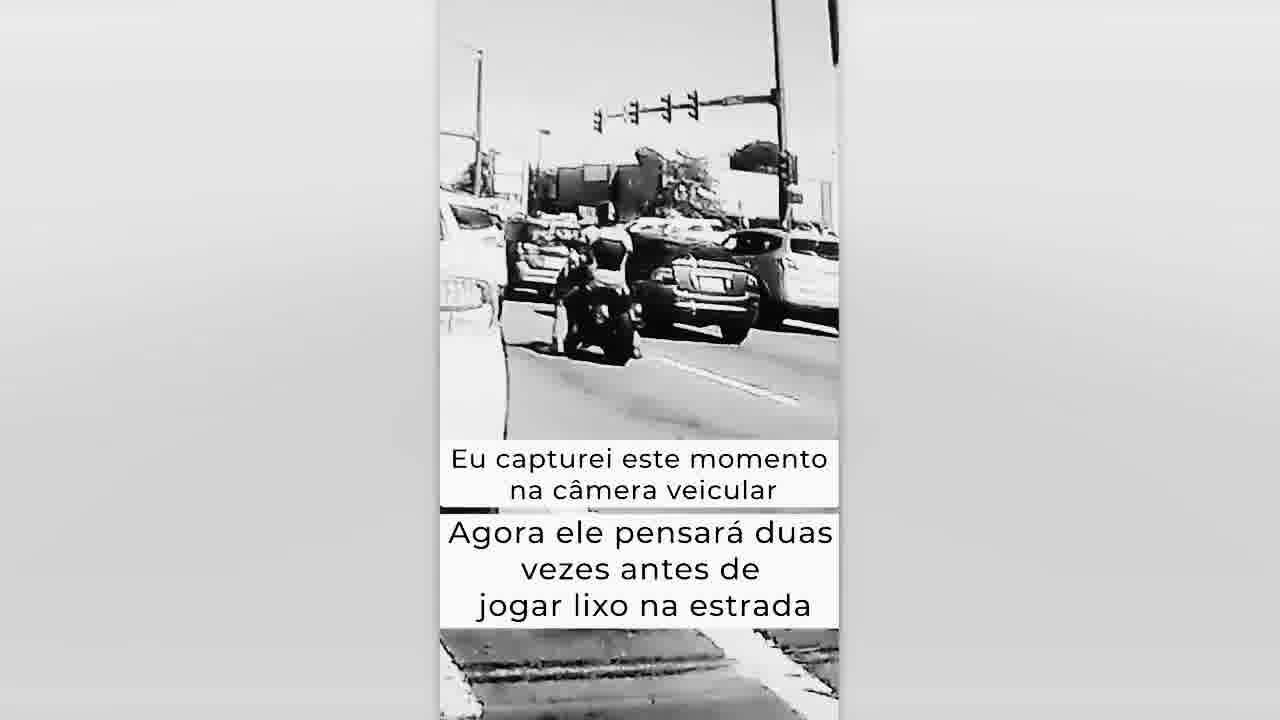 Eu capturei este momento
na câmera veicular
Agora ele pensará duas
vezes antes de
jogar lixo na estrada